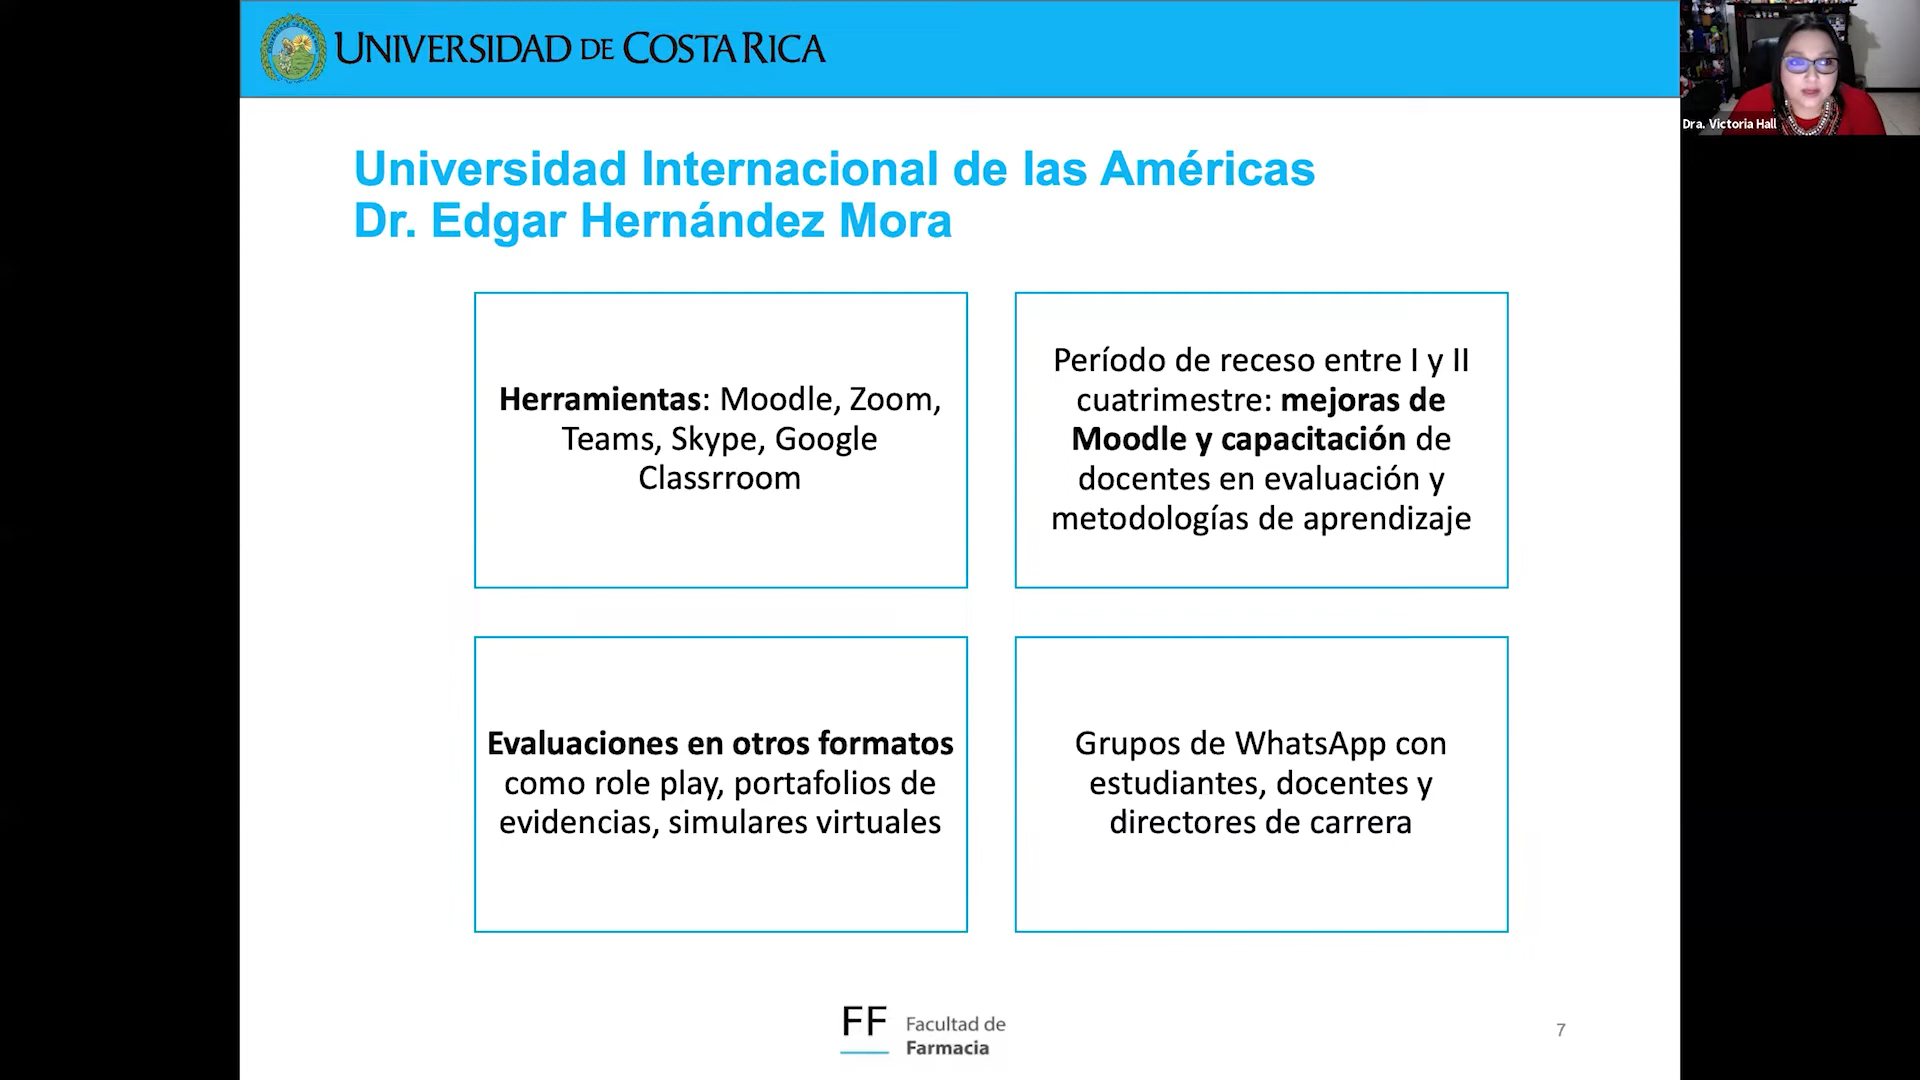 UNIVERSIDAD DE COSTA RICA
Dra. Victoria Hall
Universidad Internacional de las Américas
Dr. Edgar Hernández Mora
Herramientas: Moodle, Zoom,
Teams, Skype, Google
Classrroom
Período de receso entre I y II
cuatrimestre: mejoras de
Moodle y capacitación de
docentes en evaluación y
metodologías de aprendizaje
Evaluaciones en otros formatos
como role play, portafolios de
evidencias, simulares virtuales
Grupos de WhatsApp con
estudiantes, docentes y
directores de carrera
FF
Facultad de
Farmacia
7